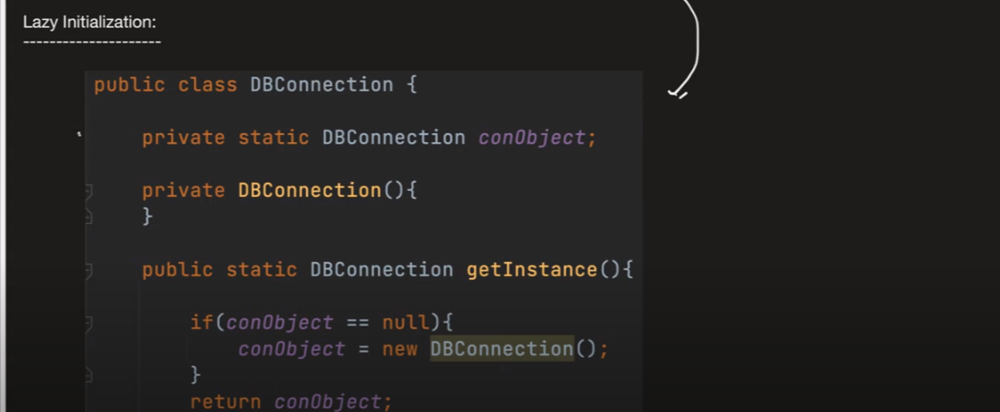 Lazy Initialization:
---------------------
public class DBConnection {
private static DBConnection conObject;
private DBConnection(){
}
public static DBConnection getInstance(){
if(conObject == null){
conObject = new DBConnection();
}
return conObject;